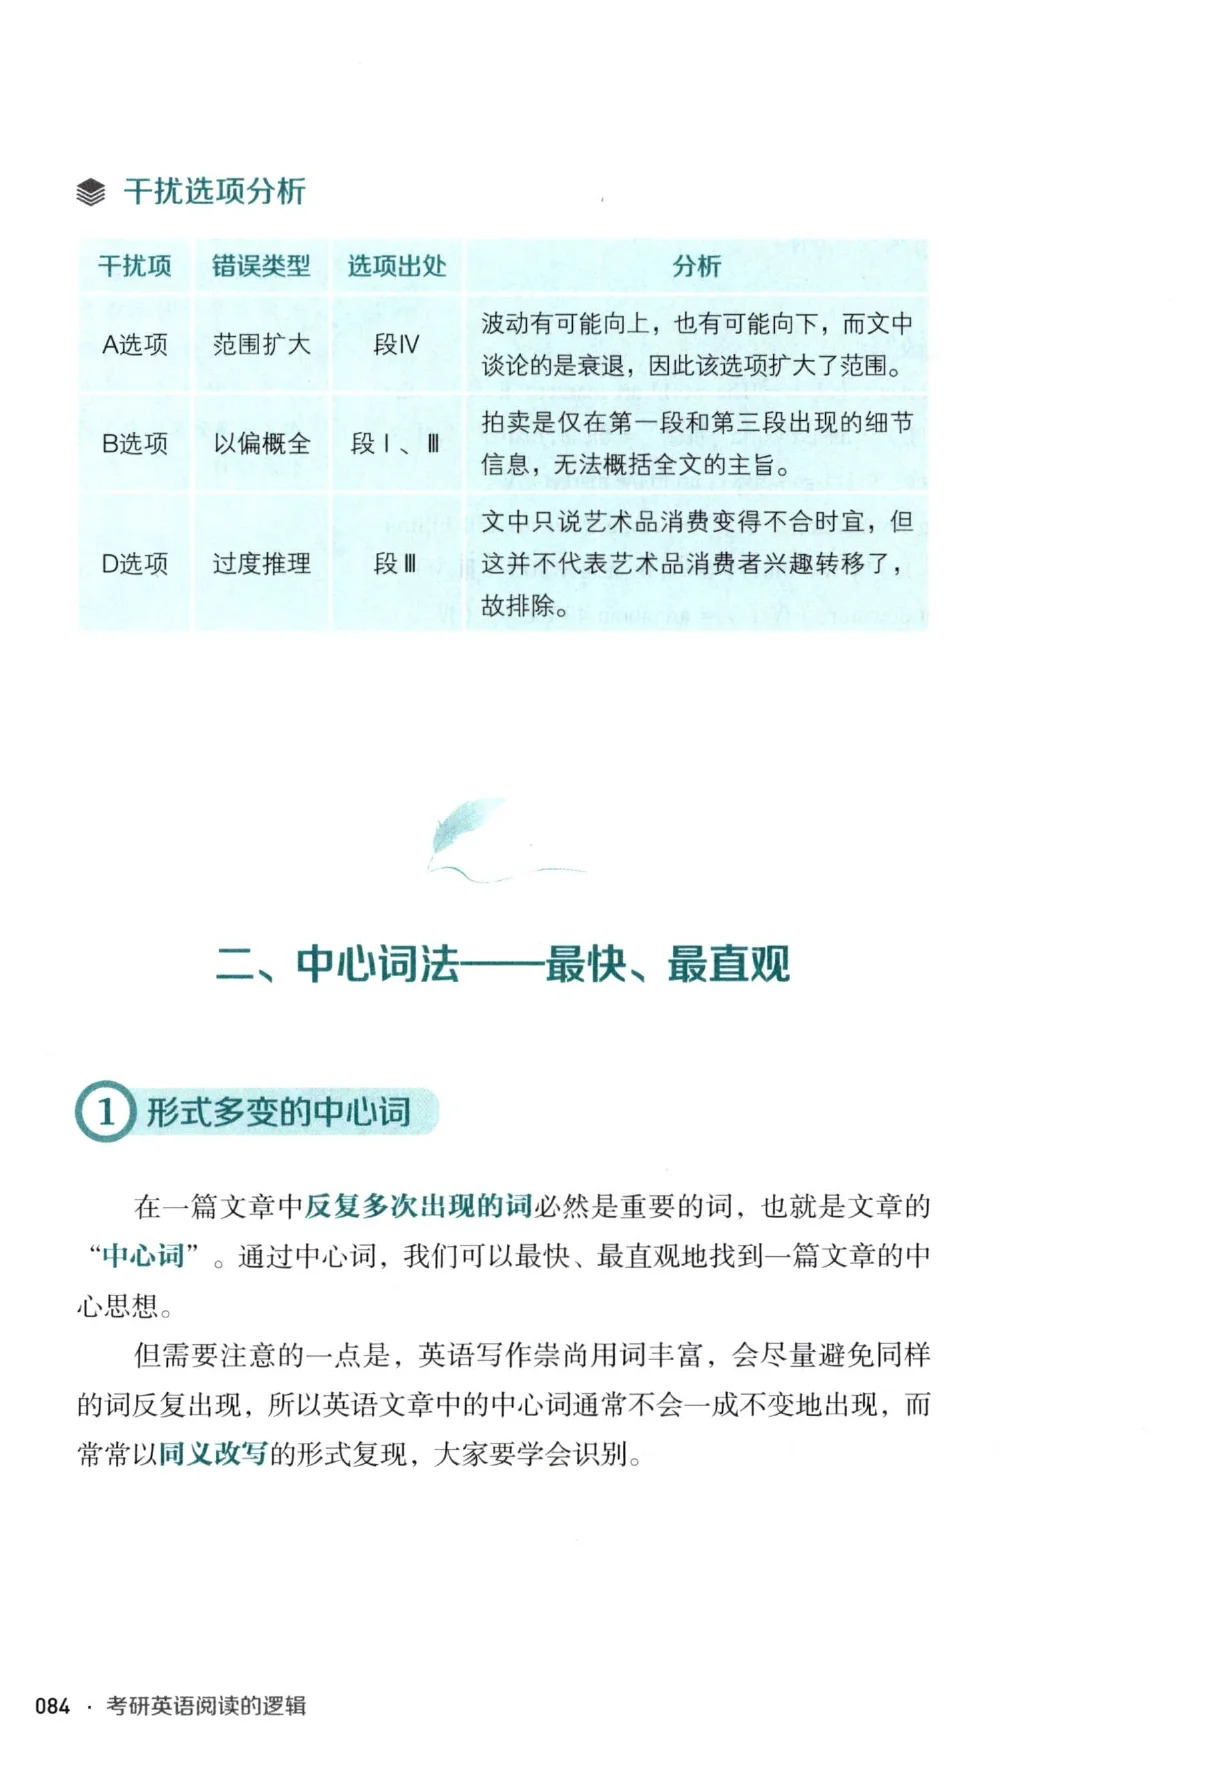 干扰选项分析
干扰项 错误类型 选项出处 分析
A选项 范围扩大 段Ⅳ 波动有可能向上，也有可能向下，而文中
谈论的是衰退，因此该选项扩大了范围。
B选项 以偏概全 段Ⅰ、Ⅲ 拍卖是仅在第一段和第三段出现的细节
信息，无法概括全文的主旨。
D选项 过度推理 段Ⅲ 文中只说艺术品消费变得不合时宜，但
这并不代表艺术品消费者兴趣转移了，
故排除。
二、中心词法——最快、最直观
1 形式多变的中心词
在一篇文章中反复多次出现的词必然是重要的词，也就是文章的
“中心词”。通过中心词，我们可以最快、最直观地找到一篇文章的中
心思想。
但需要注意的一点是，英语写作崇尚用词丰富，会尽量避免同样
的词反复出现，所以英语文章中的中心词通常不会一成不变地出现，而
常常以同义改写的形式复现，大家要学会识别。
084 · 考研英语阅读的逻辑